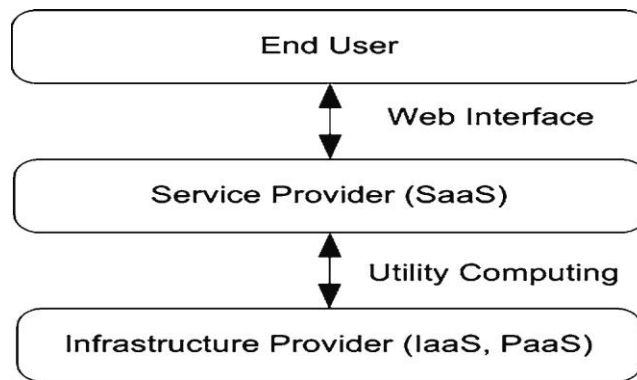 End User
Web Interface
Service Provider (SaaS)
Utility Computing
Infrastructure Provider (IaaS, PaaS)